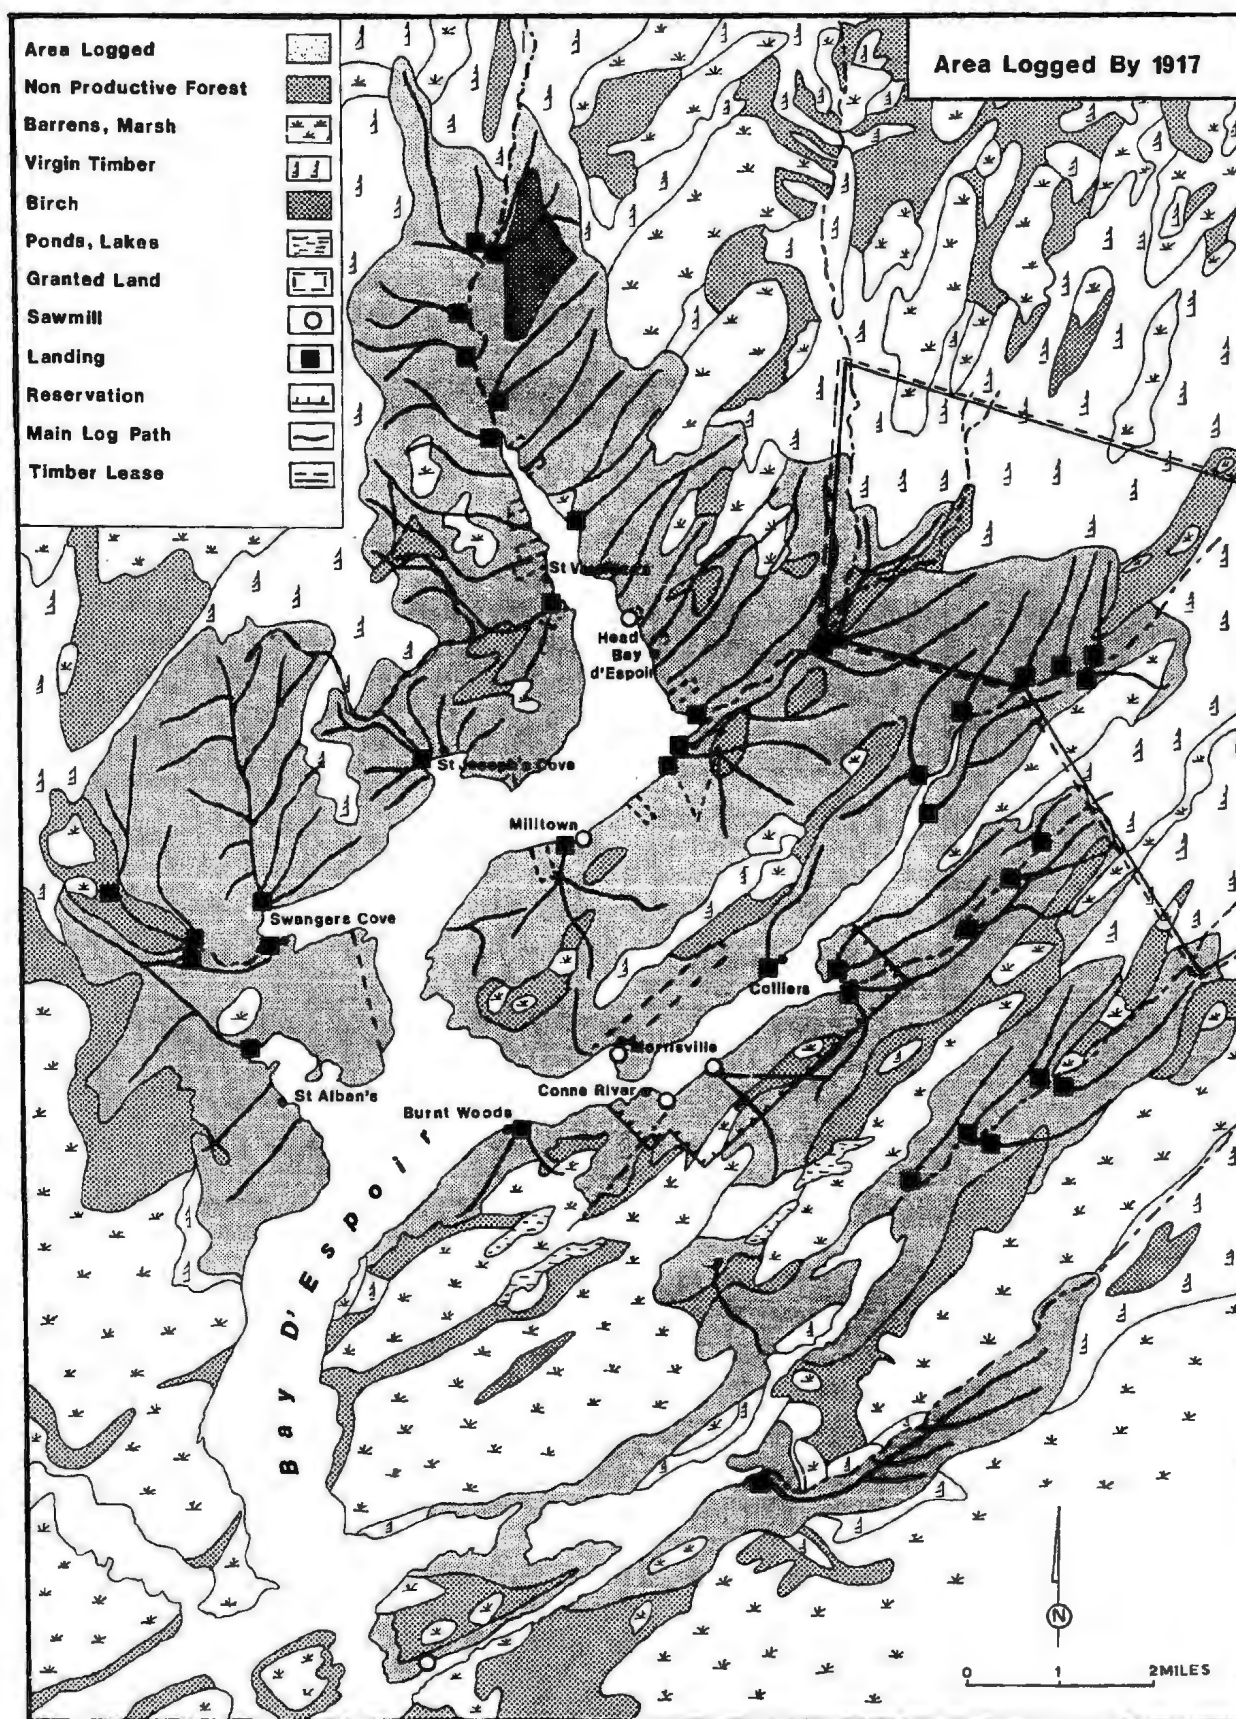 Area Logged By 1917
Area Logged
Non Productive Forest
Barrens, Marsh
Virgin Timber
Birch
Ponds, Lakes
Granted Land
Sawmill
Landing
Reservation
Main Log Path
Timber Lease
Head
Bay
d'Espoir
St Joseph's Cove
Milltown
Swangers Cove
Colliers
Morrisville
Conne River
St Alban's
Burnt Woods
Bay D'Espoir
N
0 1 2MILES